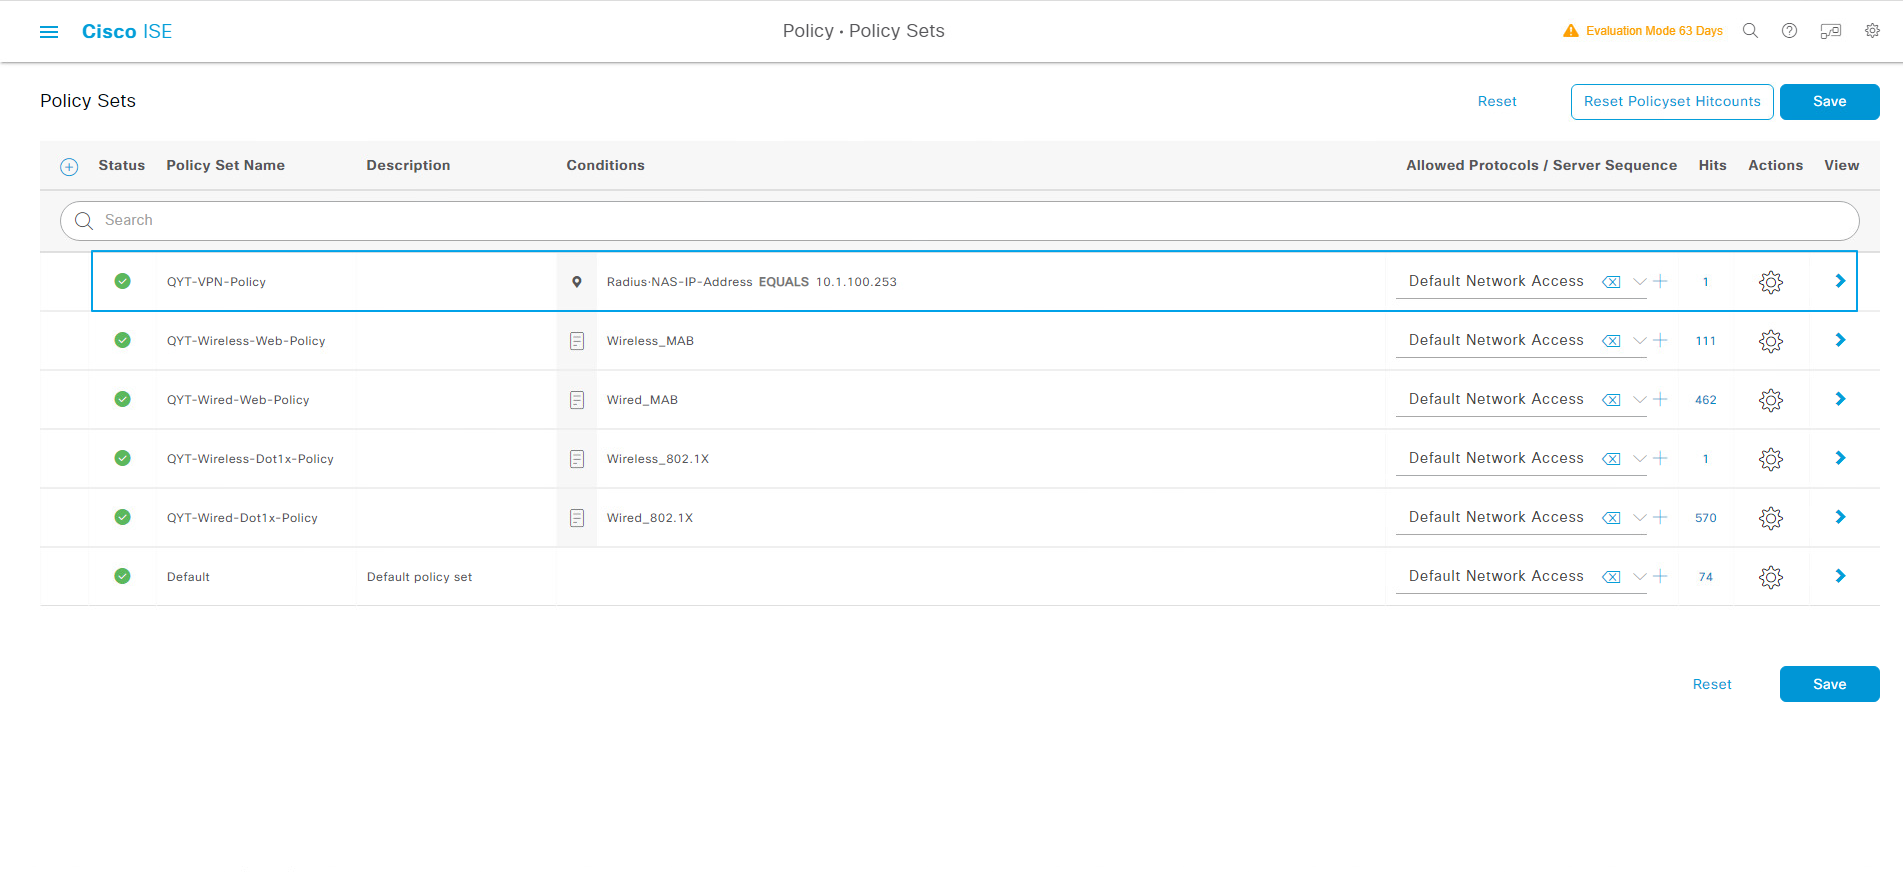 Cisco ISE
Policy · Policy Sets
Evaluation Mode 63 Days
Policy Sets
Reset
Reset Policyset Hitcounts
Save
Status Policy Set Name Description Conditions Allowed Protocols / Server Sequence Hits Actions View
Search
QYT-VPN-Policy Radius·NAS-IP-Address EQUALS 10.1.100.253 Default Network Access 1
QYT-Wireless-Web-Policy Wireless_MAB Default Network Access 111
QYT-Wired-Web-Policy Wired_MAB Default Network Access 462
QYT-Wireless-Dot1x-Policy Wireless_802.1X Default Network Access 1
QYT-Wired-Dot1x-Policy Wired_802.1X Default Network Access 570
Default Default policy set Default Network Access 74
Reset
Save